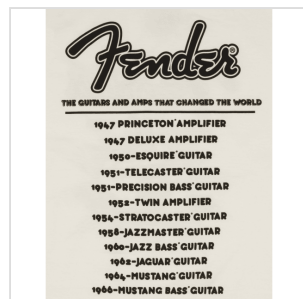 Fender
THE GUITARS AND AMPS THAT CHANGED THE WORLD
1947 PRINCETON AMPLIFIER
1947 DELUXE AMPLIFIER
1950-ESQUIRE GUITAR
1951-TELECASTER GUITAR
1951-PRECISION BASS GUITAR
1952-TWIN AMPLIFIER
1954-STRATOCASTER GUITAR
1958-JAZZMASTER GUITAR
1960-JAZZ BASS GUITAR
1962-JAGUAR GUITAR
1964-MUSTANG GUITAR
1966-MUSTANG BASS GUITAR